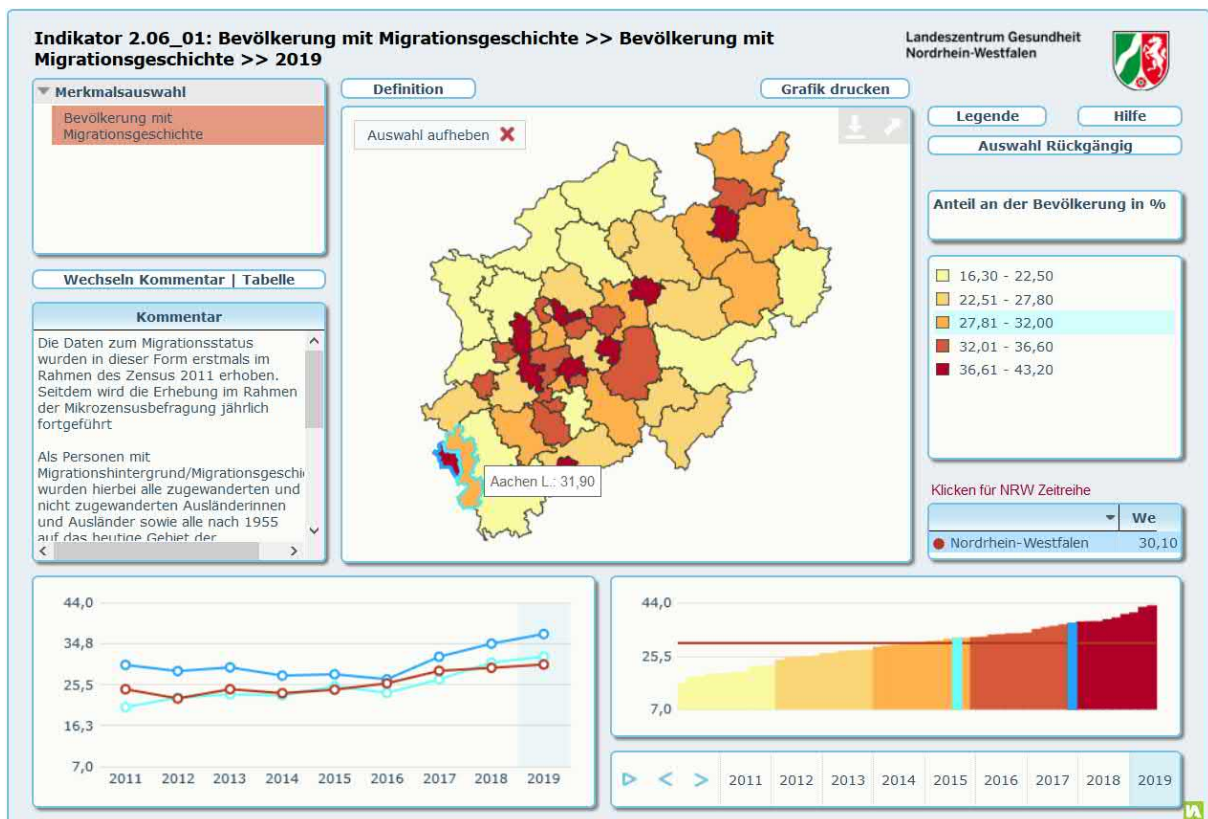 Indikator 2.06_01: Bevölkerung mit Migrationsgeschichte >> Bevölkerung mit
Migrationsgeschichte >> 2019
Landeszentrum Gesundheit
Nordrhein-Westfalen
Merkmalsauswahl
Bevölkerung mit
Migrationsgeschichte
Wechseln Kommentar | Tabelle
Kommentar
Die Daten zum Migrationsstatus
wurden in dieser Form erstmals im
Rahmen des Zensus 2011 erhoben.
Seitdem wird die Erhebung im Rahmen
der Mikrozensusbefragung jährlich
fortgeführt
Als Personen mit
Migrationshintergrund/Migrationsgeschi
wurden hierbei alle zugewanderten und
nicht zugewanderten Ausländerinnen
und Ausländer sowie alle nach 1955
auf das heutige Gebiet der
Definition
Grafik drucken
Auswahl aufheben
Aachen L.: 31,90
Legende
Hilfe
Auswahl Rückgängig
Anteil an der Bevölkerung in %
16,30 - 22,50
22,51 - 27,80
27,81 - 32,00
32,01 - 36,60
36,61 - 43,20
Klicken für NRW Zeitreihe
We
Nordrhein-Westfalen 30,10
44,0
34,8
25,5
16,3
7,0
2011 2012 2013 2014 2015 2016 2017 2018 2019
44,0
25,5
7,0
2011 2012 2013 2014 2015 2016 2017 2018 2019